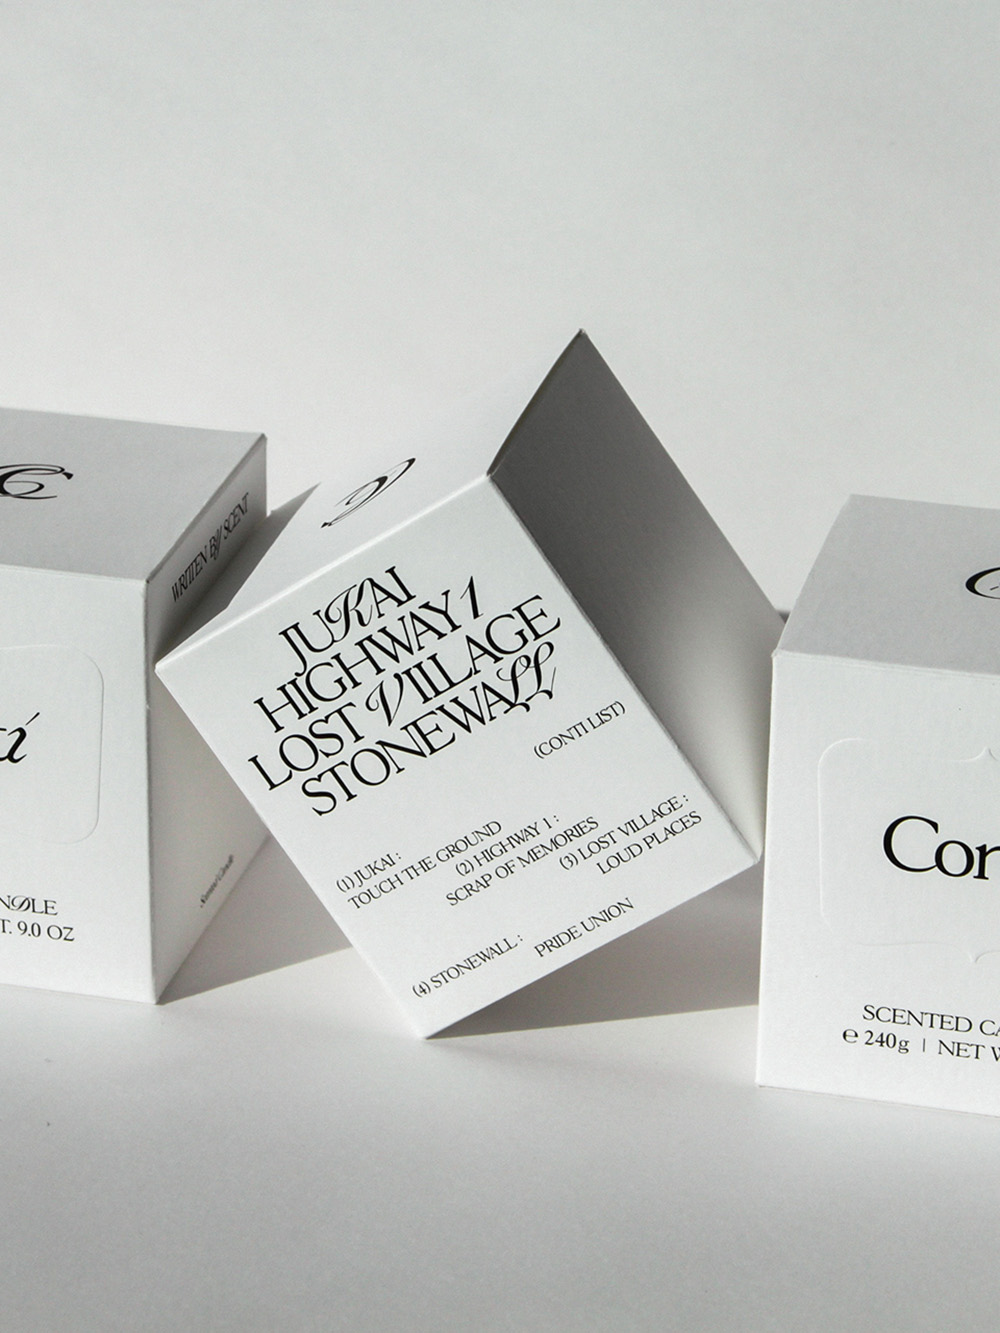 C
WRITTEN BY SCENT
NDLE
T. 9.0 OZ
Scented Candle
C
JUKAI
HIGHWAY 1
LOST VILLAGE
STONEWALL
(CONTI LIST)
(1) JUKAI :
TOUCH THE GROUND
(2) HIGHWAY 1 :
SCRAP OF MEMORIES
(3) LOST VILLAGE :
LOUD PLACES
(4) STONEWALL :
PRIDE UNION
Con
SCENTED CA
℮ 240g | NET W